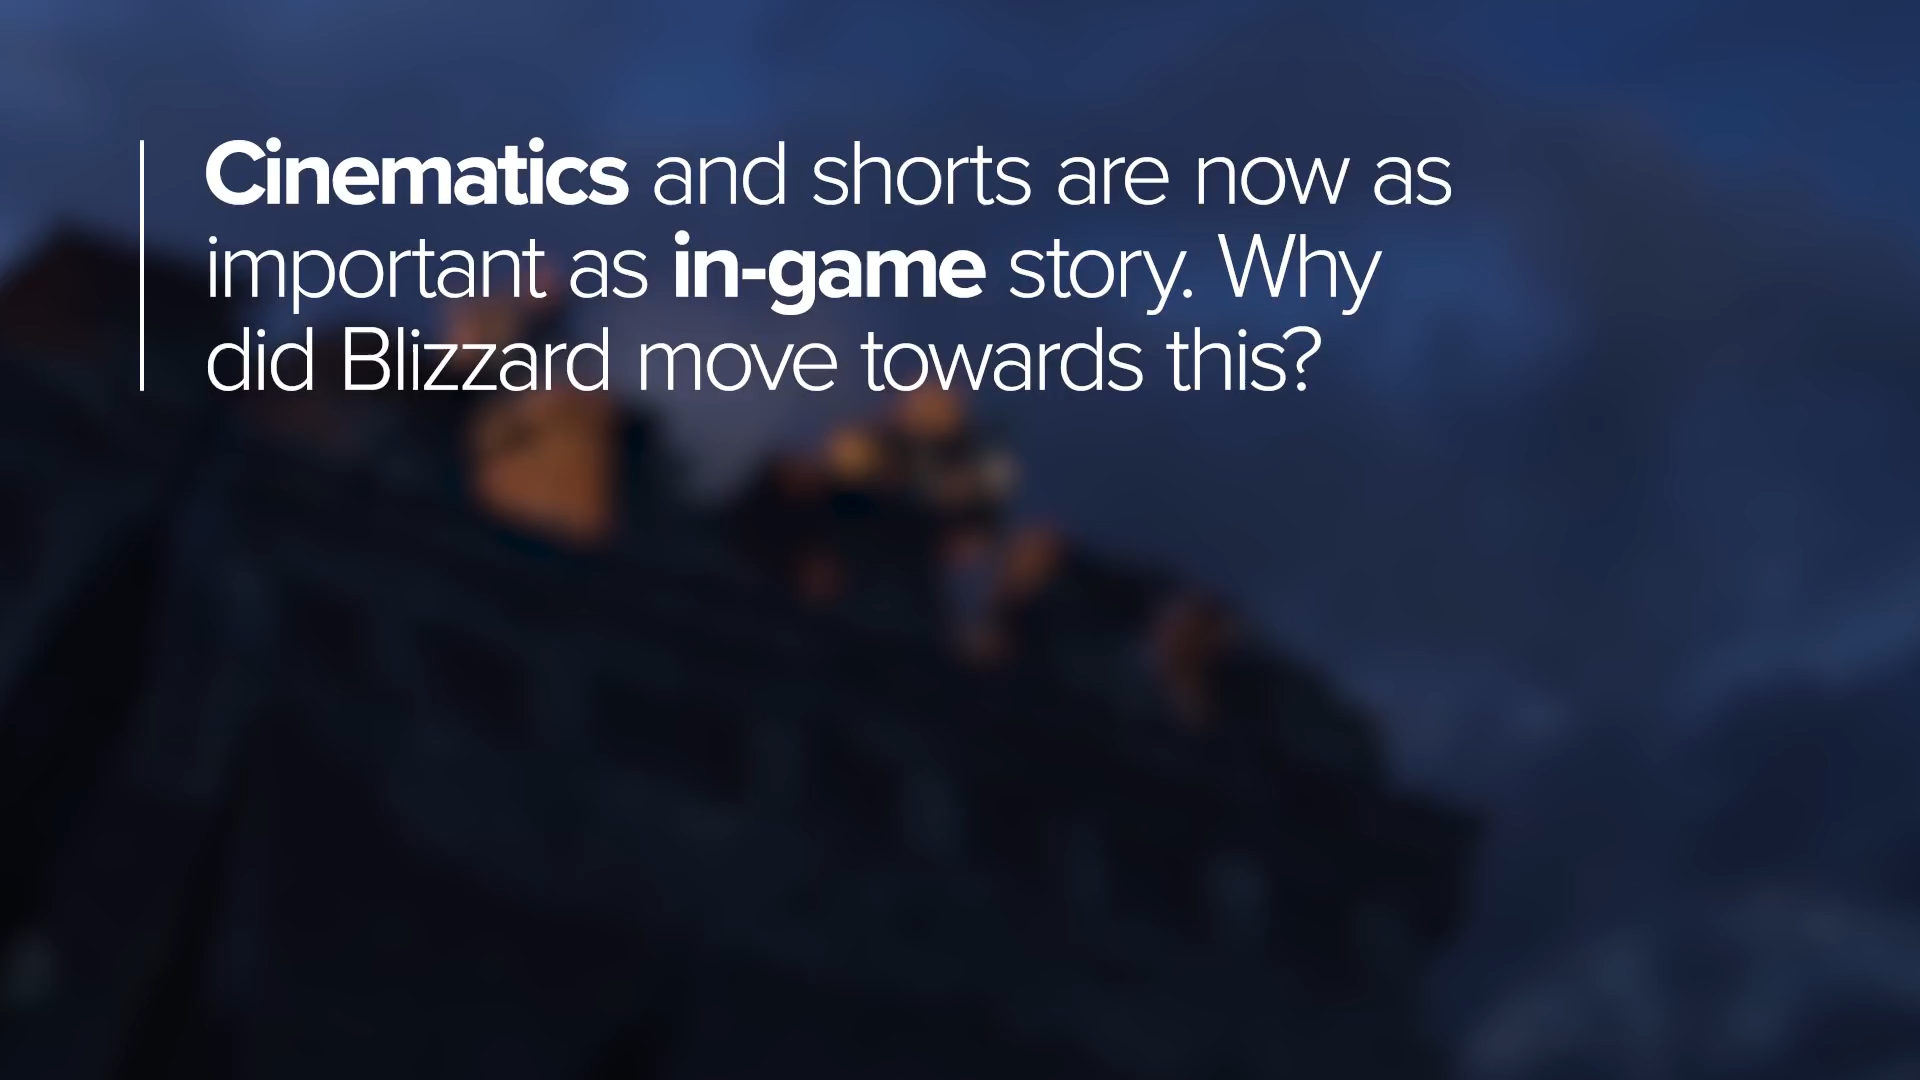 Cinematics and shorts are now as
important as in-game story. Why
did Blizzard move towards this?